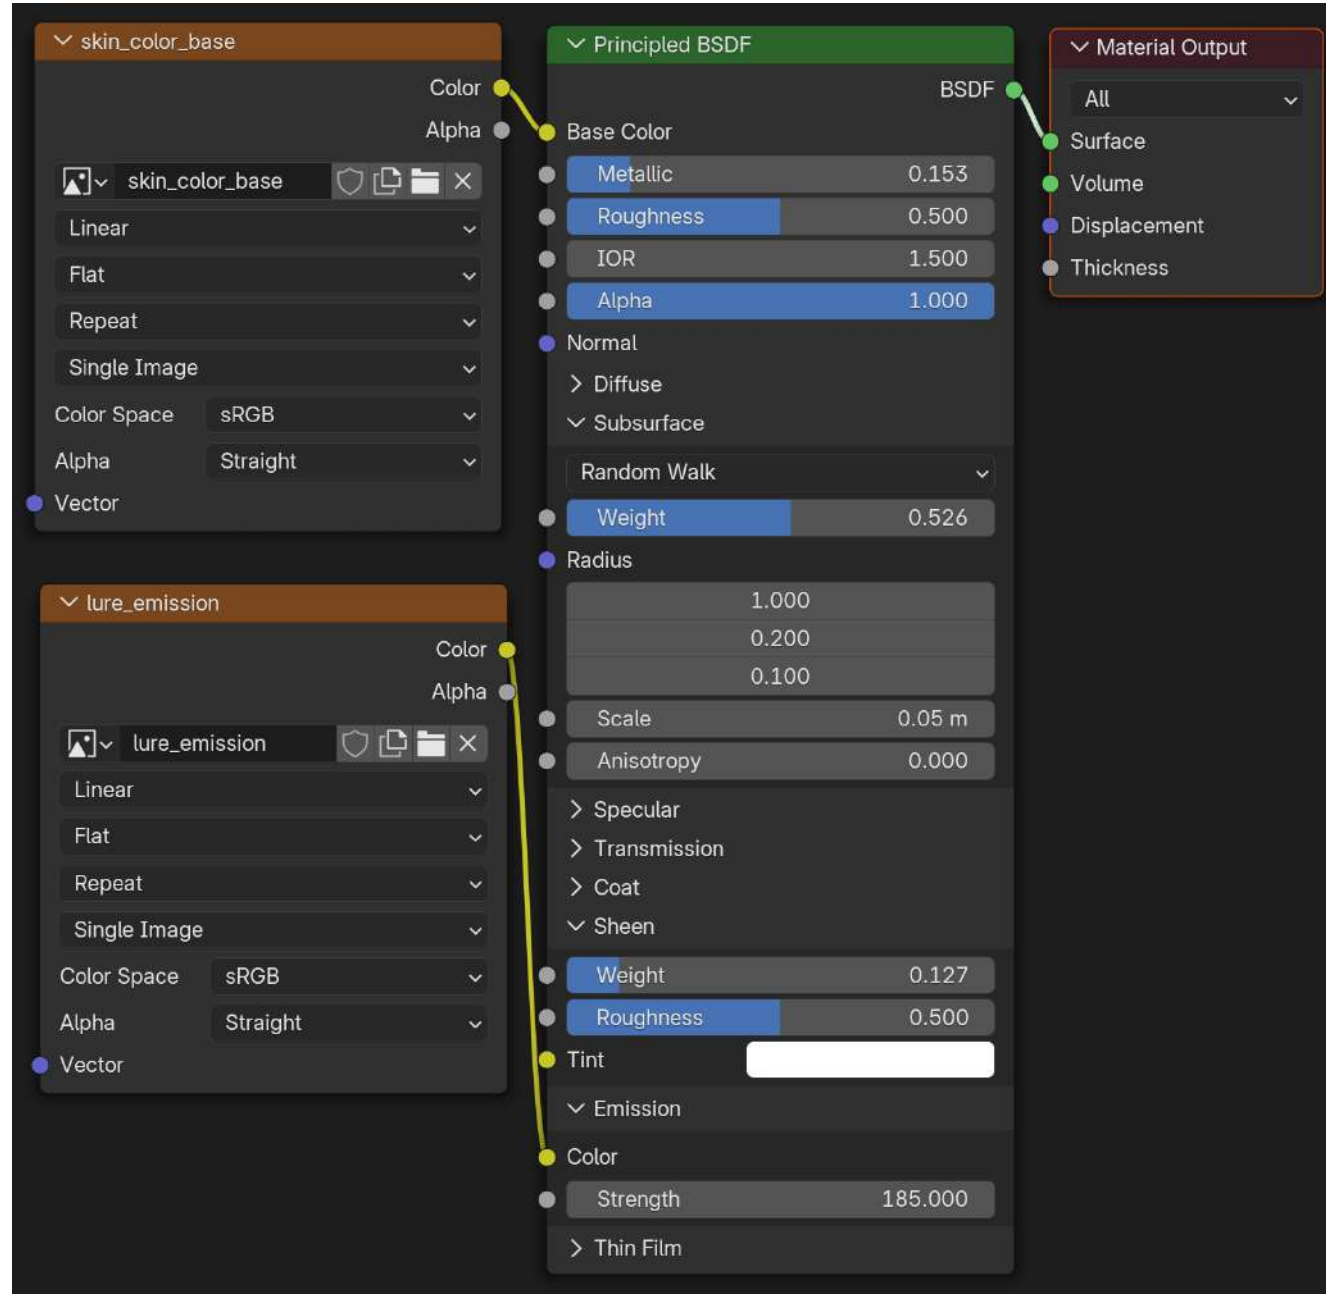 skin_color_base
Color
Alpha
skin_color_base
Linear
Flat
Repeat
Single Image
Color Space sRGB
Alpha Straight
Vector
lure_emission
Color
Alpha
lure_emission
Linear
Flat
Repeat
Single Image
Color Space sRGB
Alpha Straight
Vector
Principled BSDF
BSDF
Base Color
Metallic 0.153
Roughness 0.500
IOR 1.500
Alpha 1.000
Normal
Diffuse
Subsurface
Random Walk
Weight 0.526
Radius
1.000
0.200
0.100
Scale 0.05 m
Anisotropy 0.000
Specular
Transmission
Coat
Sheen
Weight 0.127
Roughness 0.500
Tint
Emission
Color
Strength 185.000
Thin Film
Material Output
All
Surface
Volume
Displacement
Thickness